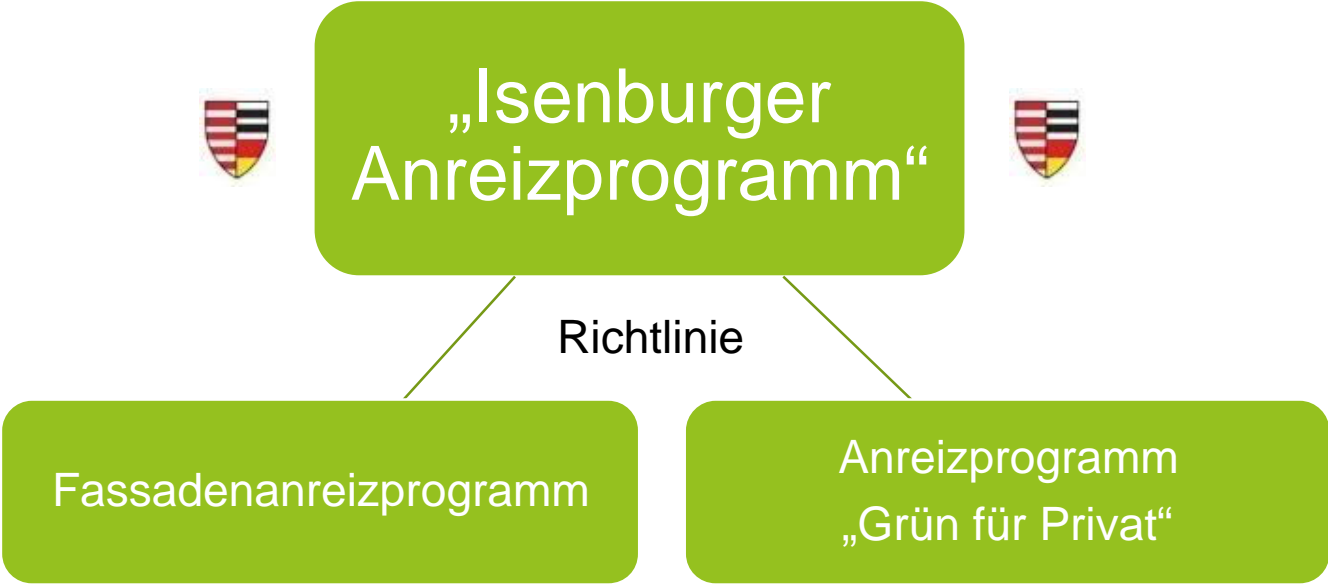 „Isenburger
Anreizprogramm“
Richtlinie
Fassadenanreizprogramm
Anreizprogramm
„Grün für Privat“